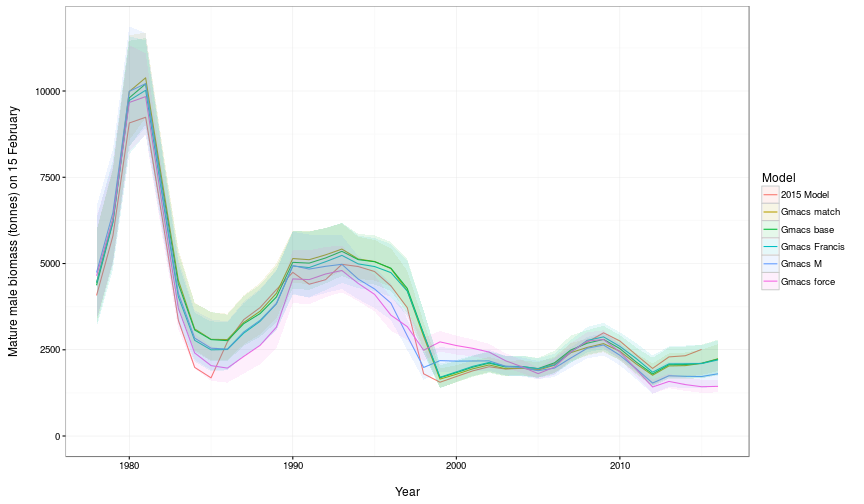 Mature male biomass (tonnes) on 15 February
10000
7500
5000
2500
0
1980
1990
2000
2010
Year
Model
2015 Model
Gmacs match
Gmacs base
Gmacs Francis
Gmacs M
Gmacs force